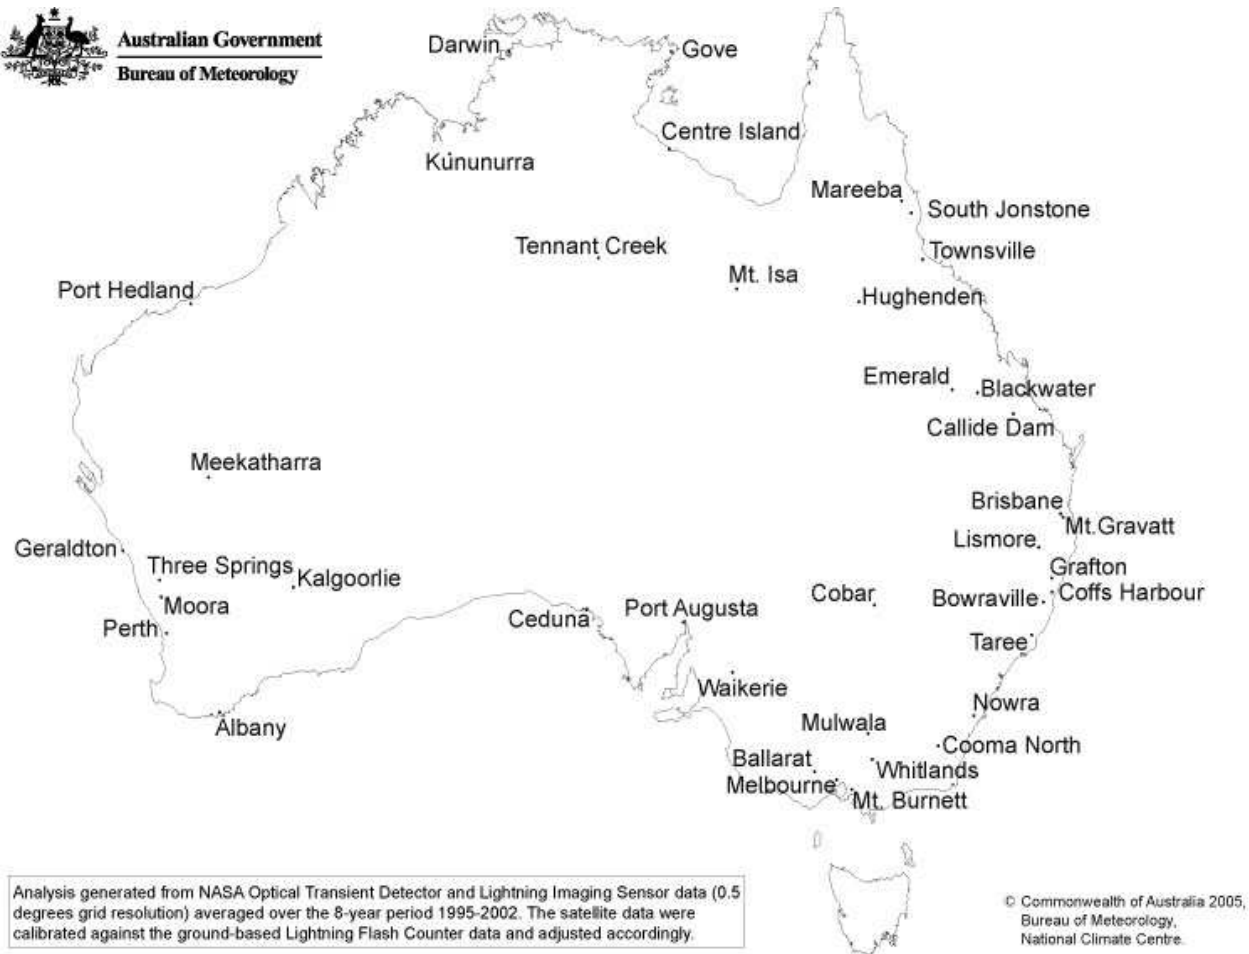 Australian Government
Bureau of Meteorology
Darwin
Gove
Centre Island
Kununurra
Mareeba
South Jonstone
Tennant Creek
Townsville
Mt. Isa
Port Hedland
Hughenden
Emerald
Blackwater
Callide Dam
Meekatharra
Brisbane
Mt.Gravatt
Lismore
Geraldton
Three Springs
Kalgoorlie
Grafton
Cobar
Bowraville
Coffs Harbour
Moora
Ceduna
Port Augusta
Perth
Taree
Waikerie
Nowra
Albany
Mulwala
Cooma North
Ballarat
Whitlands
Melbourne
Mt. Burnett
Analysis generated from NASA Optical Transient Detector and Lightning Imaging Sensor data (0.5
degrees grid resolution) averaged over the 8-year period 1995-2002. The satellite data were
calibrated against the ground-based Lightning Flash Counter data and adjusted accordingly.
© Commonwealth of Australia 2005,
Bureau of Meteorology,
National Climate Centre.